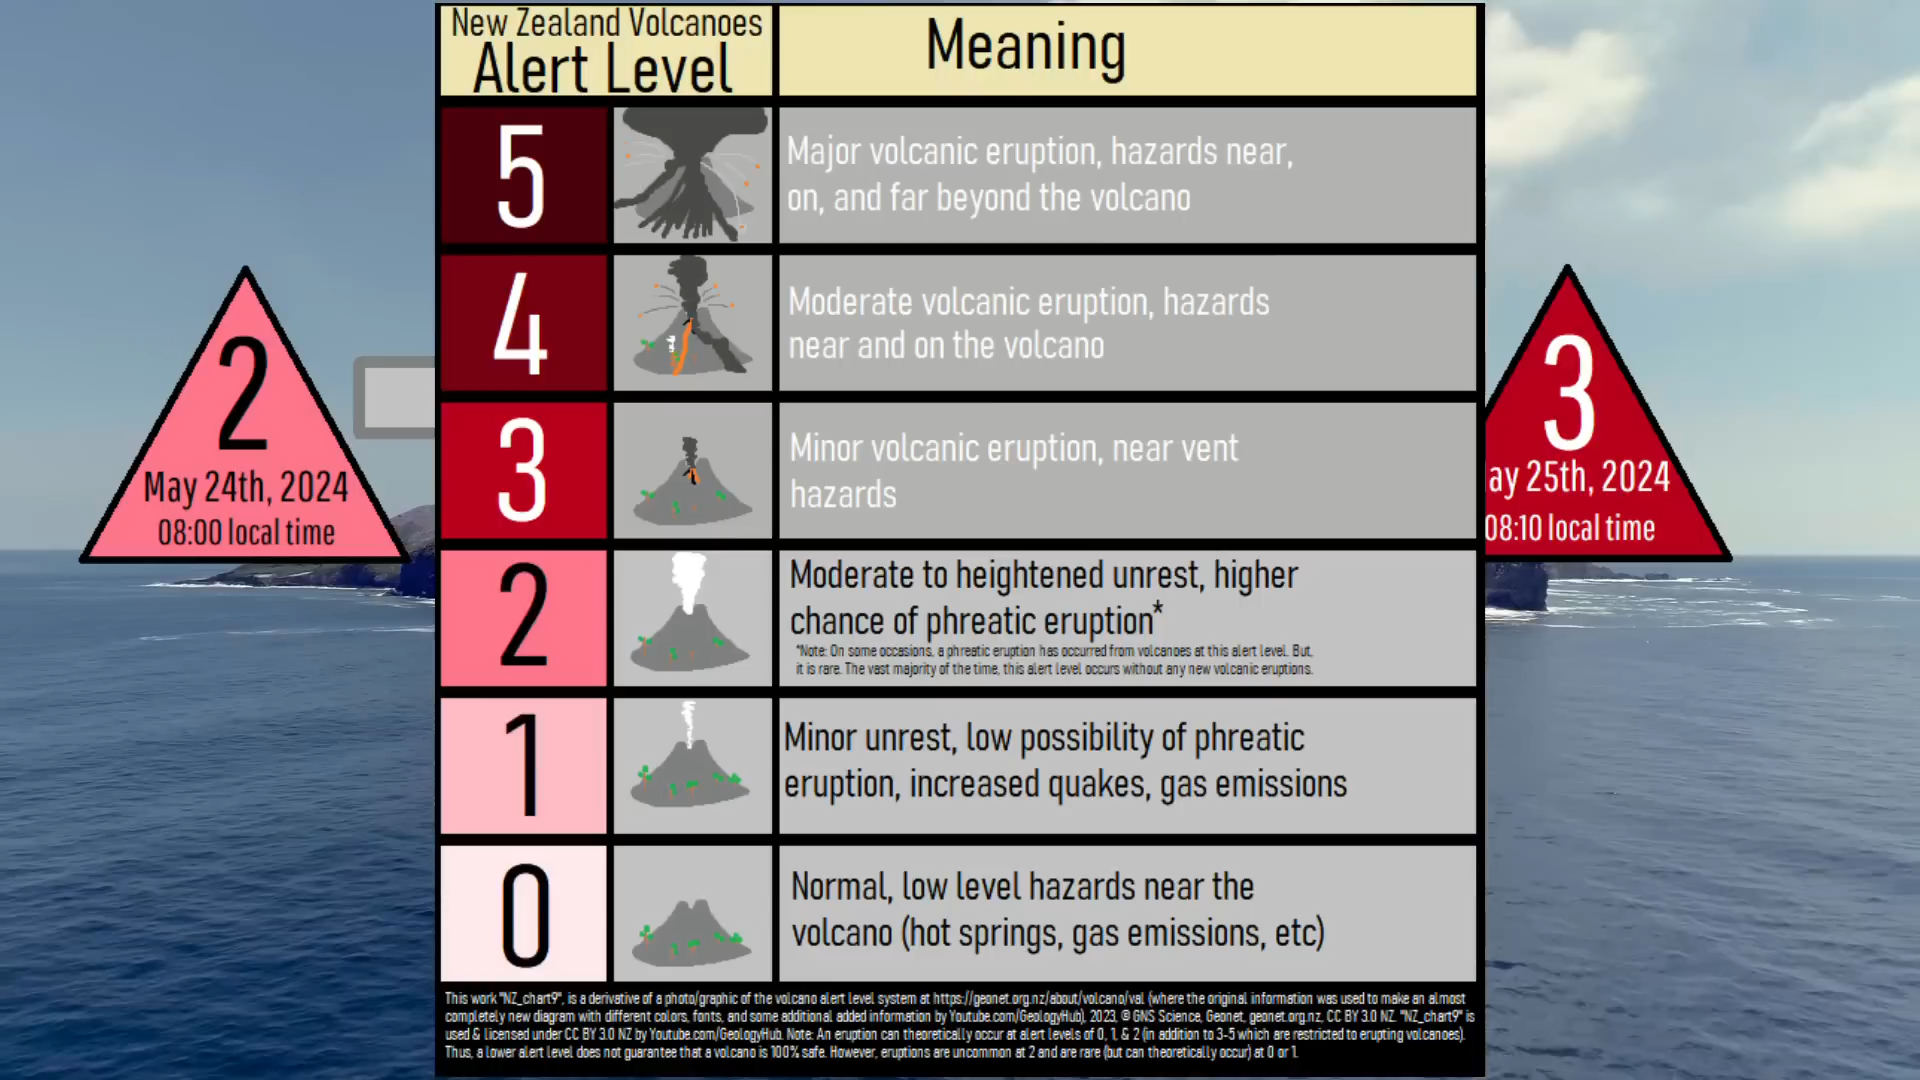 New Zealand Volcanoes
Alert Level
Meaning
5
Major volcanic eruption, hazards near,
on, and far beyond the volcano
4
Moderate volcanic eruption, hazards
near and on the volcano
3
Minor volcanic eruption, near vent
hazards
2
Moderate to heightened unrest, higher
chance of phreatic eruption*
*Note: On some occasions, a phreatic eruption has occurred from volcanoes at this alert level. But,
it is rare. The vast majority of the time, this alert level occurs without any new volcanic eruptions.
1
Minor unrest, low possibility of phreatic
eruption, increased quakes, gas emissions
0
Normal, low level hazards near the
volcano (hot springs, gas emissions, etc)
This work "NZ_chart9", is a derivative of a photo/graphic of the volcano alert level system at https://geonet.org.nz/about/volcano/val (where the original information was used to make an almost
completely new diagram with different colors, fonts, and some additional added information by Youtube.com/GeologyHub), 2023, © GNS Science, Geonet, geonet.org.nz, CC BY 3.0 NZ. "NZ_chart9" is
used & licensed under CC BY 3.0 NZ by Youtube.com/GeologyHub. Note: An eruption can theoretically occur at alert levels of 0, 1, & 2 (in addition to 3-5 which are restricted to erupting volcanoes).
Thus, a lower alert level does not guarantee that a volcano is 100% safe. However, eruptions are uncommon at 2 and are rare (but can theoretically occur) at 0 or 1.
2
May 24th, 2024
08:00 local time
3
ay 25th, 2024
08:10 local time